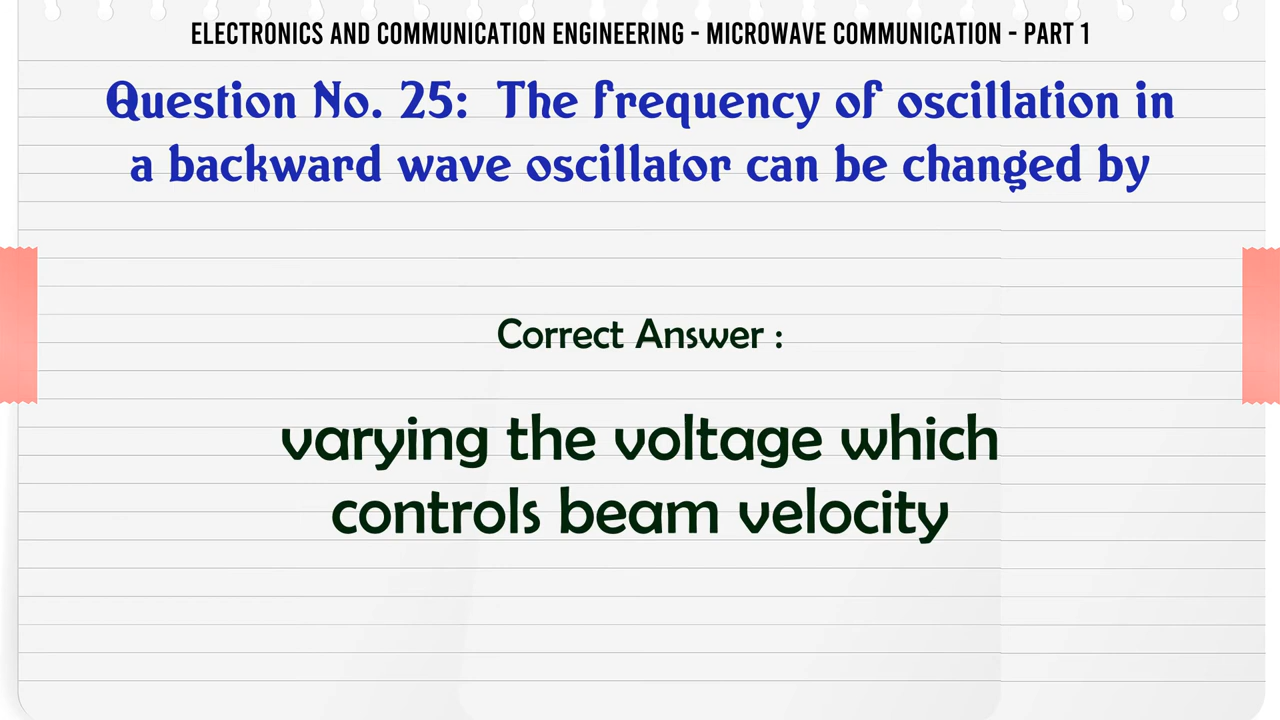 ELECTRONICS AND COMMUNICATION ENGINEERING - MICROWAVE COMMUNICATION - PART 1
Question No. 25: The frequency of oscillation in
a backward wave oscillator can be changed by
Correct Answer :
varying the voltage which
controls beam velocity